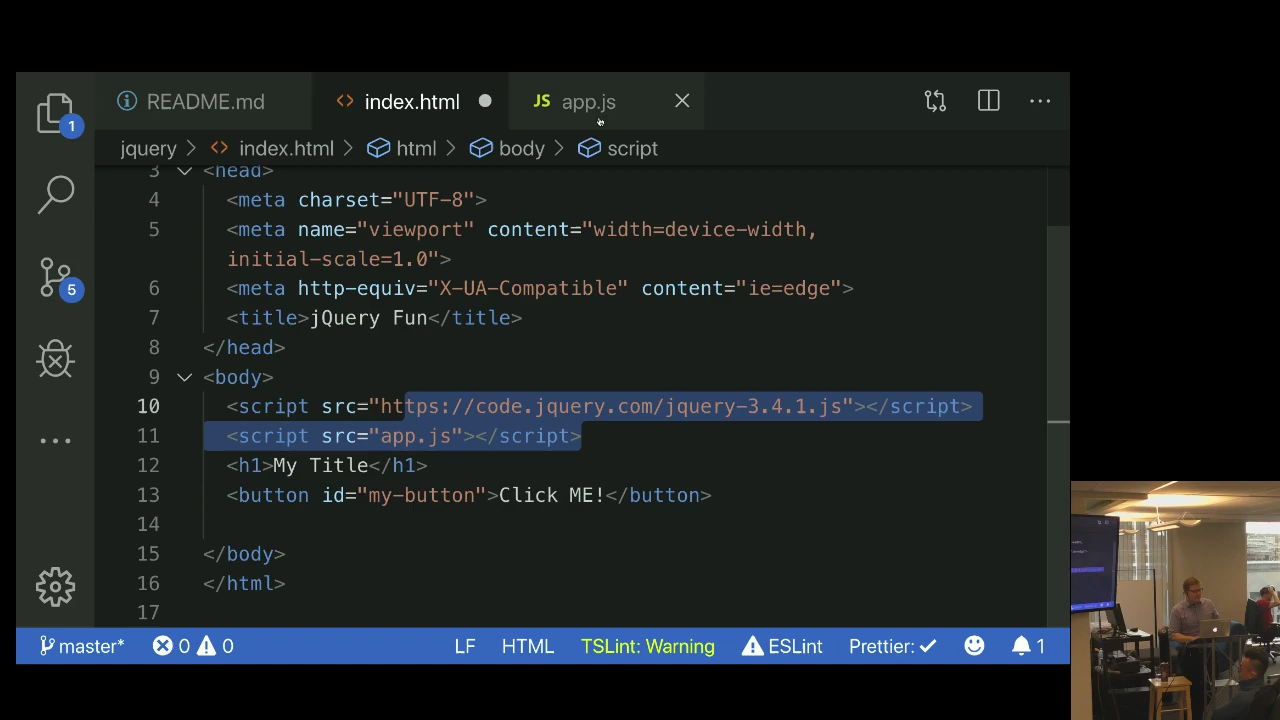 README.md
index.html
JS app.js
1
jquery > index.html > html > body > script
3 <head>
4 <meta charset="UTF-8">
5 <meta name="viewport" content="width=device-width,
initial-scale=1.0">
6 <meta http-equiv="X-UA-Compatible" content="ie=edge">
7 <title>jQuery Fun</title>
8 </head>
9 <body>
10 <script src="https://code.jquery.com/jquery-3.4.1.js"></script>
11 <script src="app.js"></script>
12 <h1>My Title</h1>
13 <button id="my-button">Click ME!</button>
14
15 </body>
16 </html>
17
5
master* 0 0 LF HTML TSLint: Warning ESLint Prettier: 1